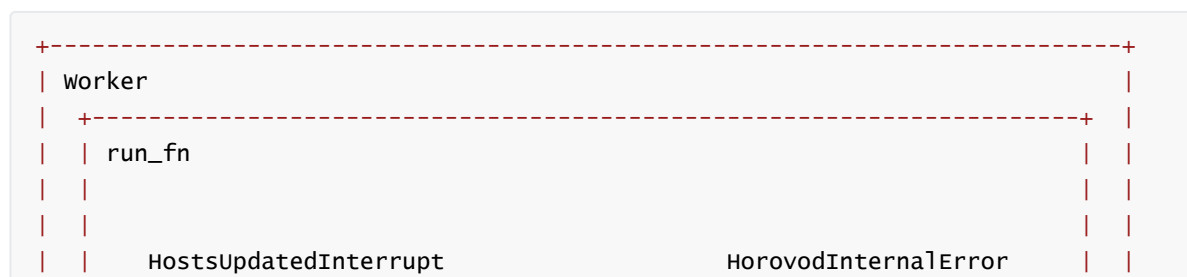 +----------------------------------------------------------------------------+
| Worker                                                                     |
|  +----------------------------------------------------------------------+  |
|  | run_fn                                                               |  |
|  |                                                                      |  |
|  |                                                                      |  |
|  |    HostsUpdatedInterrupt                    HorovodInternalError     |  |